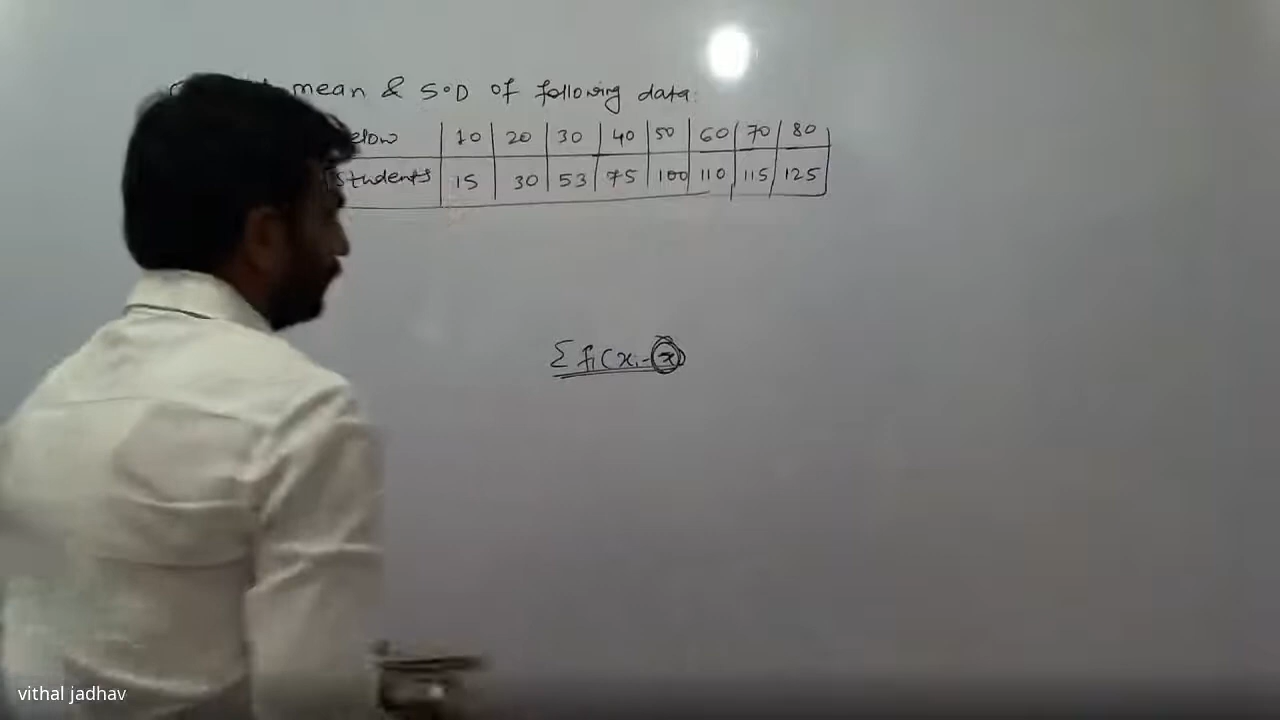 mean & S.D of following data:
elow 10 20 30 40 50 60 70 80
students 15 30 53 75 100 110 115 125
Σ fi (xi - x̄)
vithal jadhav